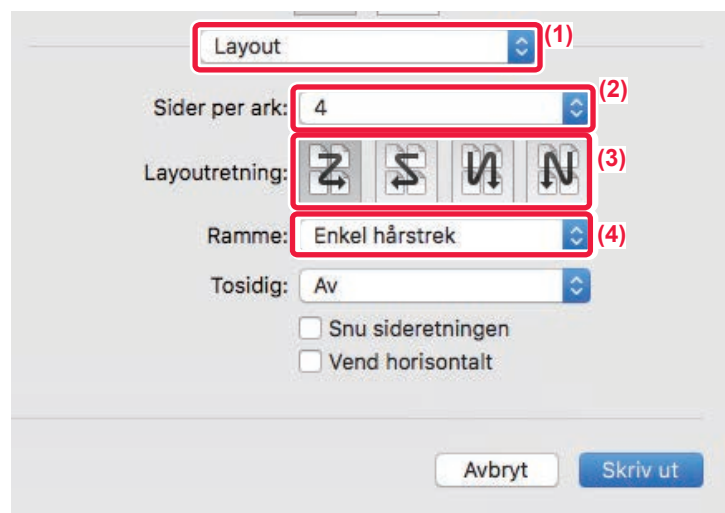 Layout (1)
Sider per ark: 4 (2)
Layoutretning: (3)
Ramme: Enkel hårstrek (4)
Tosidig: Av
Snu sideretningen
Vend horisontalt
Avbryt Skriv ut